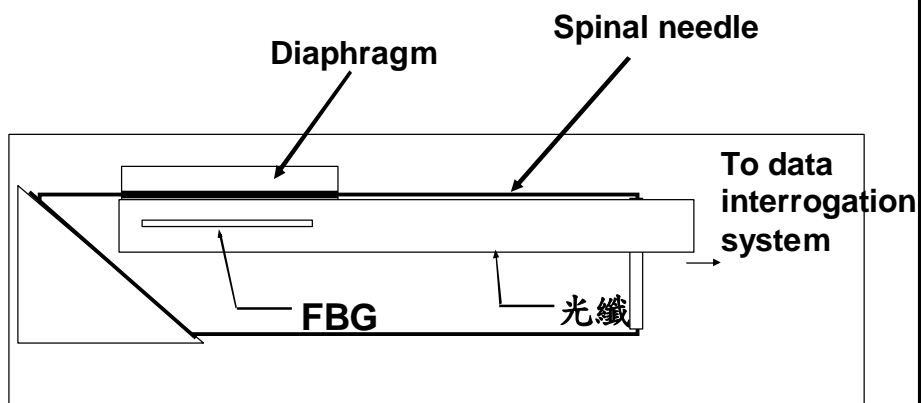 Spinal needle
Diaphragm
To data
interrogation
system
FBG
光纖